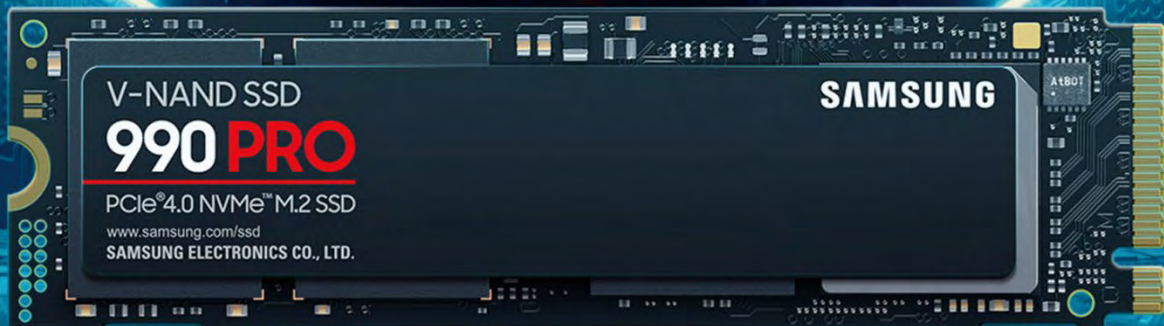 V-NAND SSD
990 PRO
PCIe®4.0 NVMe™ M.2 SSD
www.samsung.com/ssd
SAMSUNG ELECTRONICS CO., LTD.
SAMSUNG
At80T
M